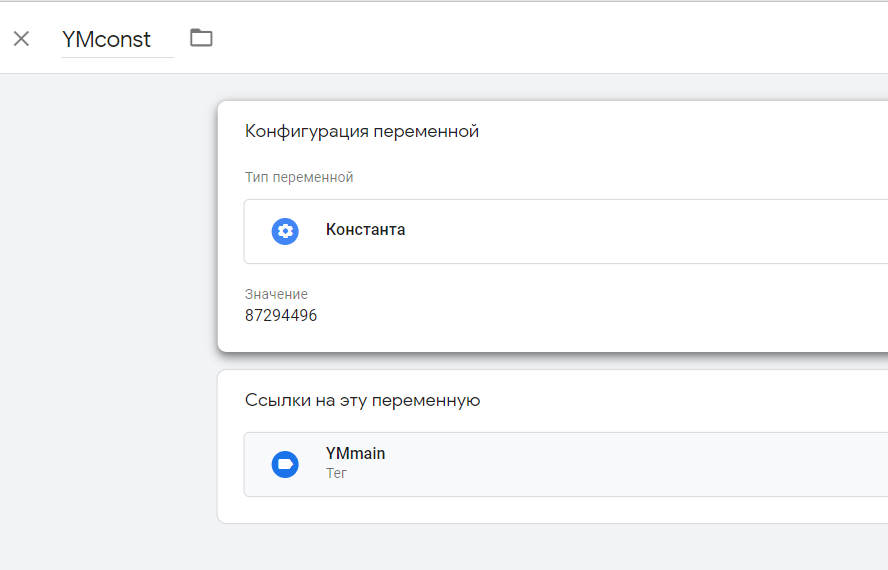 YMconst
Конфигурация переменной
Тип переменной
Константа
Значение
87294496
Ссылки на эту переменную
YMmain
Тег